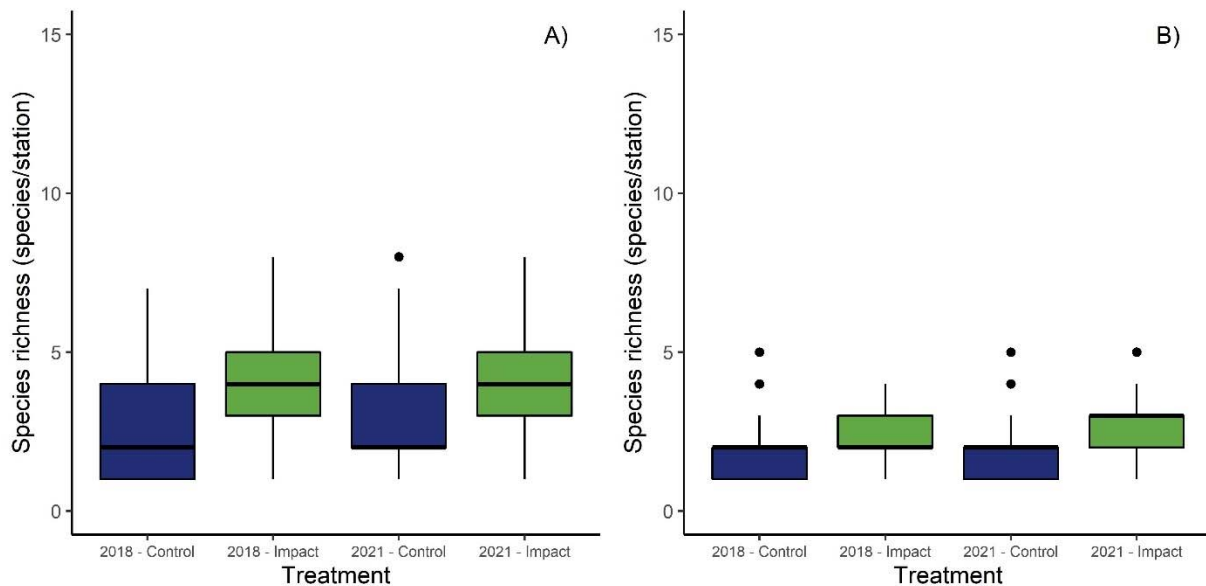 A)
Species richness (species/station)
15
10
5
0
2018 - Control
2018 - Impact
2021 - Control
2021 - Impact
Treatment
B)
Species richness (species/station)
15
10
5
0
2018 - Control
2018 - Impact
2021 - Control
2021 - Impact
Treatment